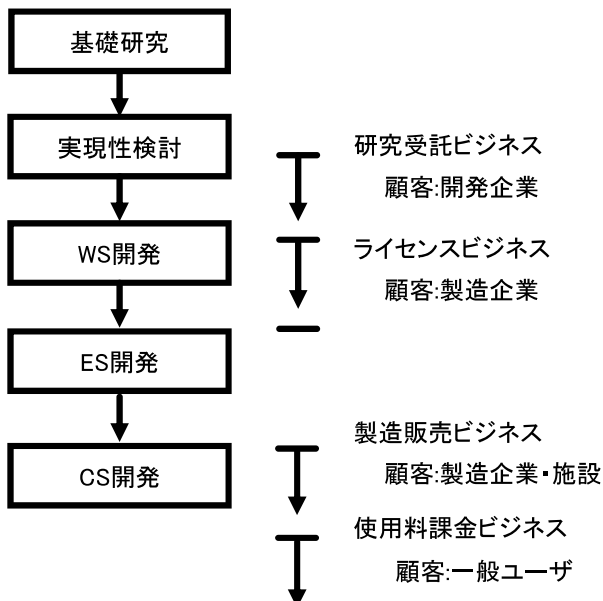 基礎研究
実現性検討
WS開発
ES開発
CS開発
研究受託ビジネス
顧客:開発企業
ライセンスビジネス
顧客:製造企業
製造販売ビジネス
顧客:製造企業・施設
使用料課金ビジネス
顧客:一般ユーザ